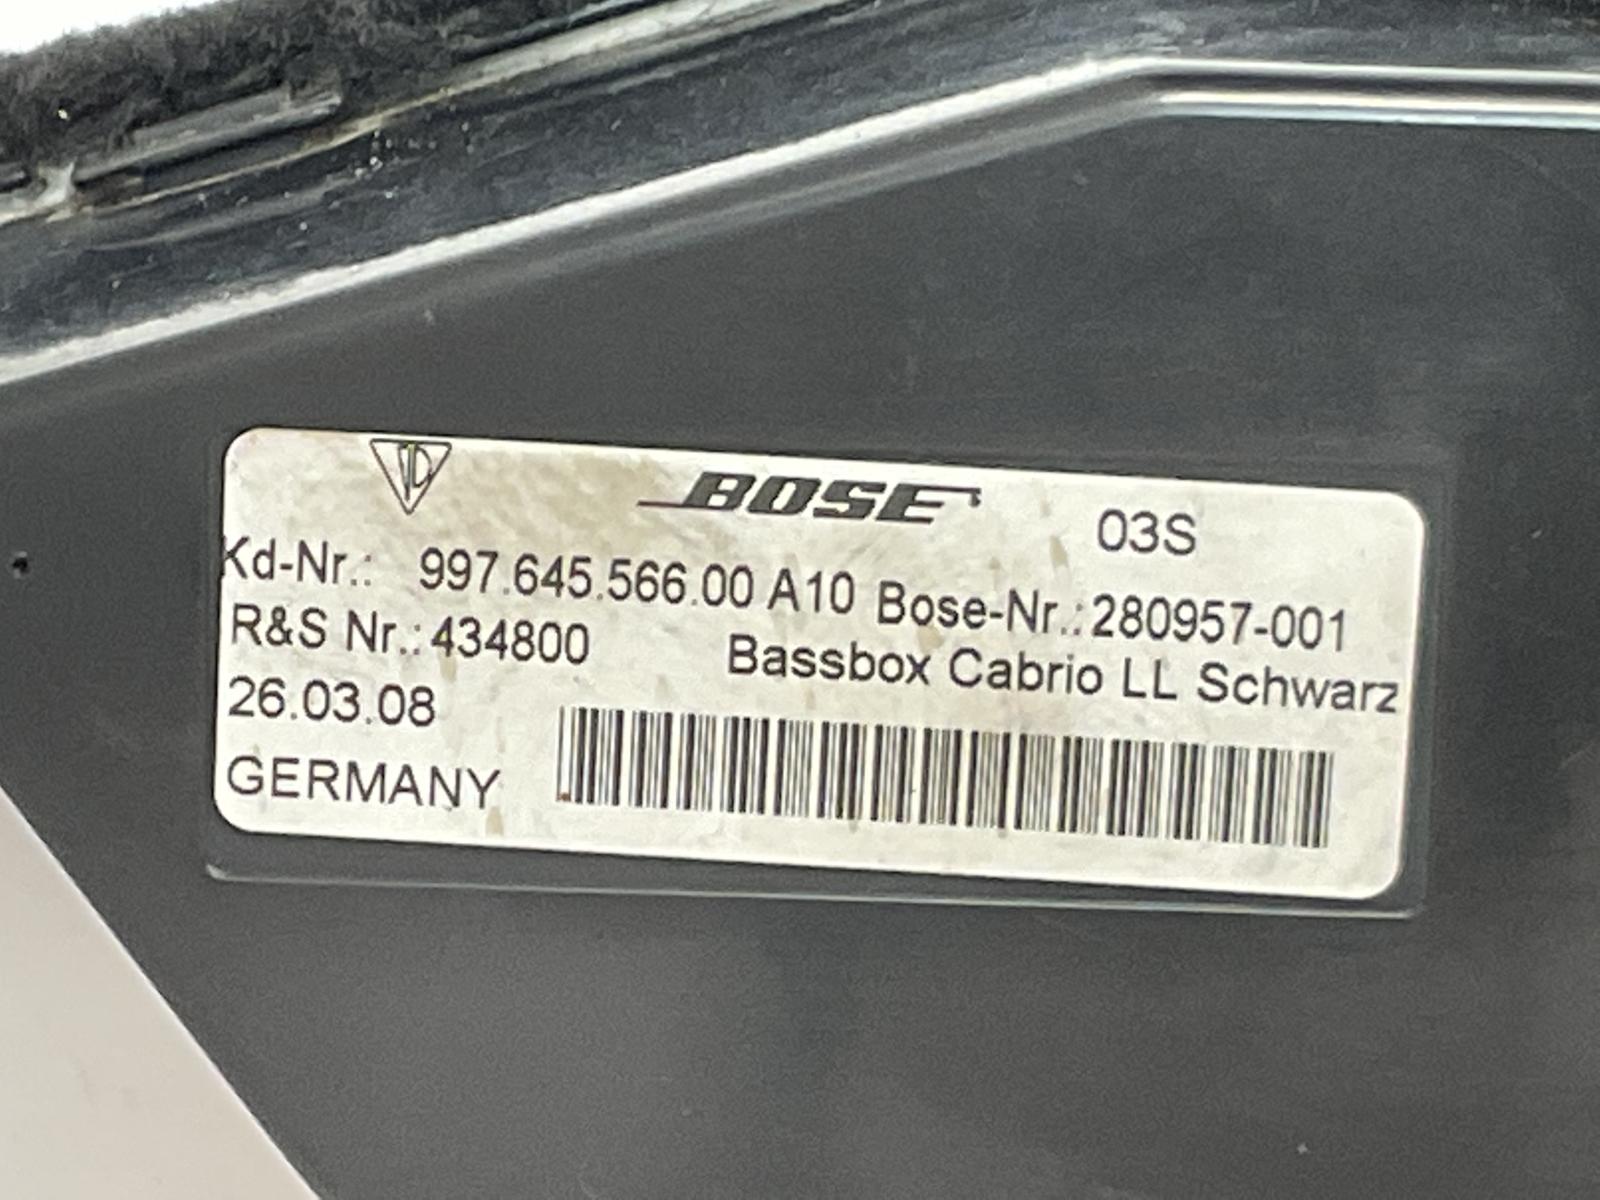 BOSE 03S
Kd-Nr.: 997.645.566.00 A10 Bose-Nr.:280957-001
R&S Nr.:434800 Bassbox Cabrio LL Schwarz
26.03.08
GERMANY